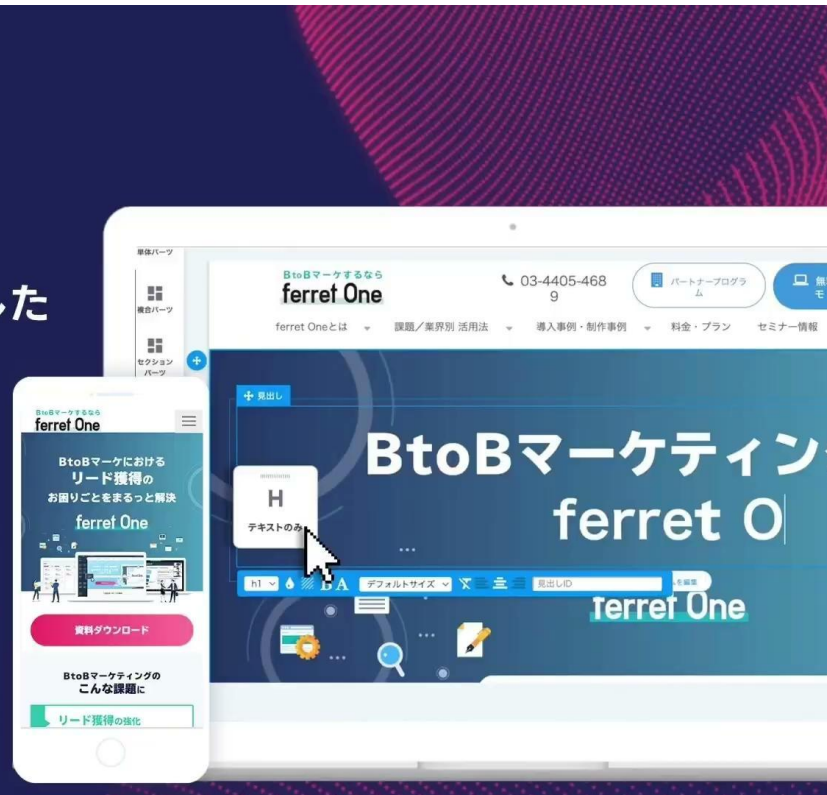 した
単体パーツ
複合パーツ
セクション
パーツ
BtoBマーケするなら
ferret One
03-4405-468
9
パートナープログラ
ム
無
モ
ferret Oneとは
課題／業界別 活用法
導入事例・制作事例
料金・プラン
セミナー情報
見出し
BtoBマーケティン
ferret O
H
テキストのみ
h1
B A
デフォルトサイズ
見出しID
ムを編集
ferret One
BtoBマーケするなら
ferret One
BtoBマーケにおける
リード獲得の
お困りごとをまるっと解決
ferret One
資料ダウンロード
BtoBマーケティングの
こんな課題に
リード獲得の強化